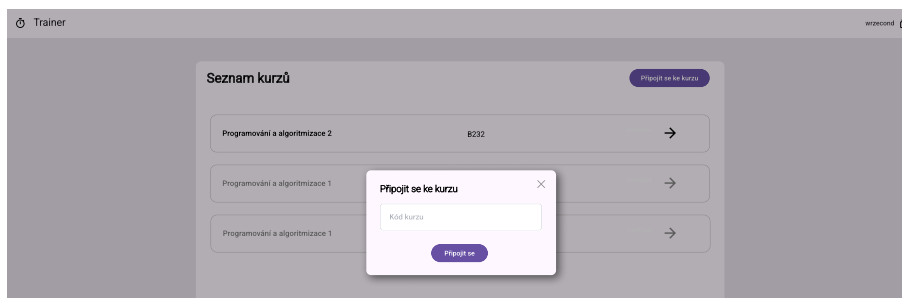 Trainer
wrzecond
Seznam kurzů
Připojit se ke kurzu
Programování a algoritmizace 2
B232
Programování a algoritmizace 1
Programování a algoritmizace 1
Připojit se ke kurzu
Kód kurzu
Připojit se